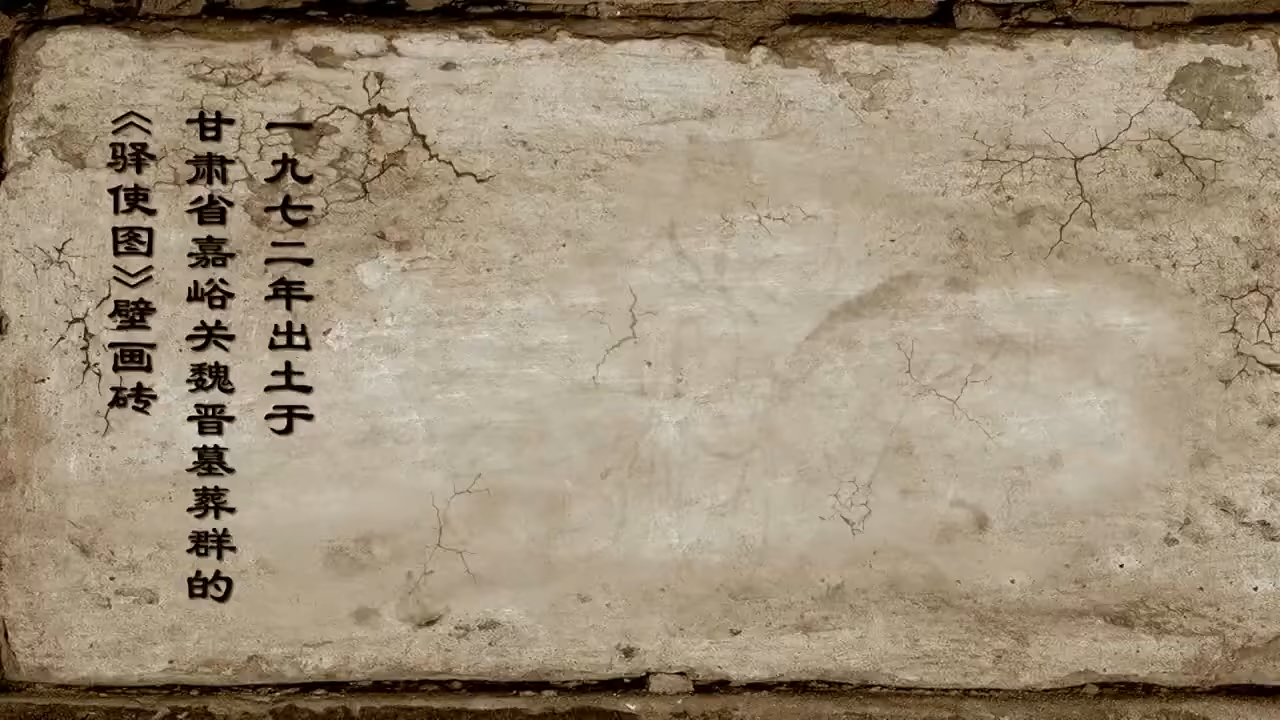 一九七二年出土于
甘肃省嘉峪关魏晋墓葬群的
《驿使图》壁画砖